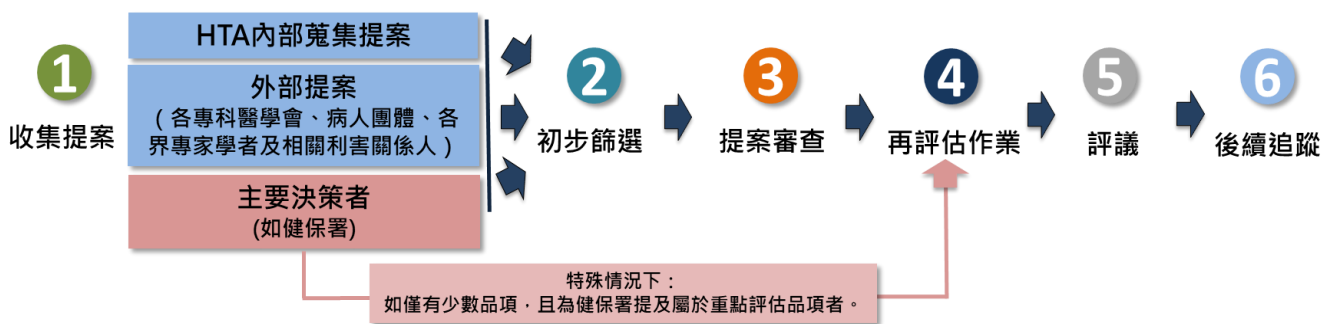 1
收集提案
HTA內部蒐集提案
外部提案
（各專科醫學會、病人團體、各
界專家學者及相關利害關係人）
主要決策者
(如健保署)
2
初步篩選
3
提案審查
4
再評估作業
5
評議
6
後續追蹤
特殊情況下：
如僅有少數品項，且為健保署提及屬於重點評估品項者。